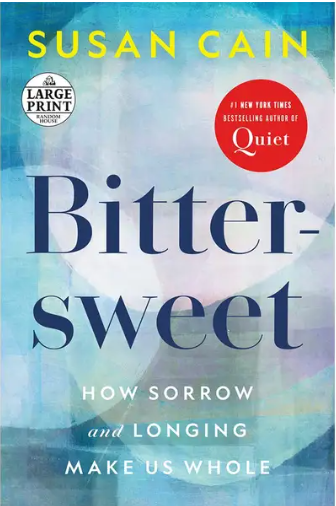 SUSAN CAIN
LARGE
PRINT
RANDOM
HOUSE
#1 NEW YORK TIMES
BESTSELLING AUTHOR OF
Quiet
Bitter-
sweet
HOW SORROW
and LONGING
MAKE US WHOLE